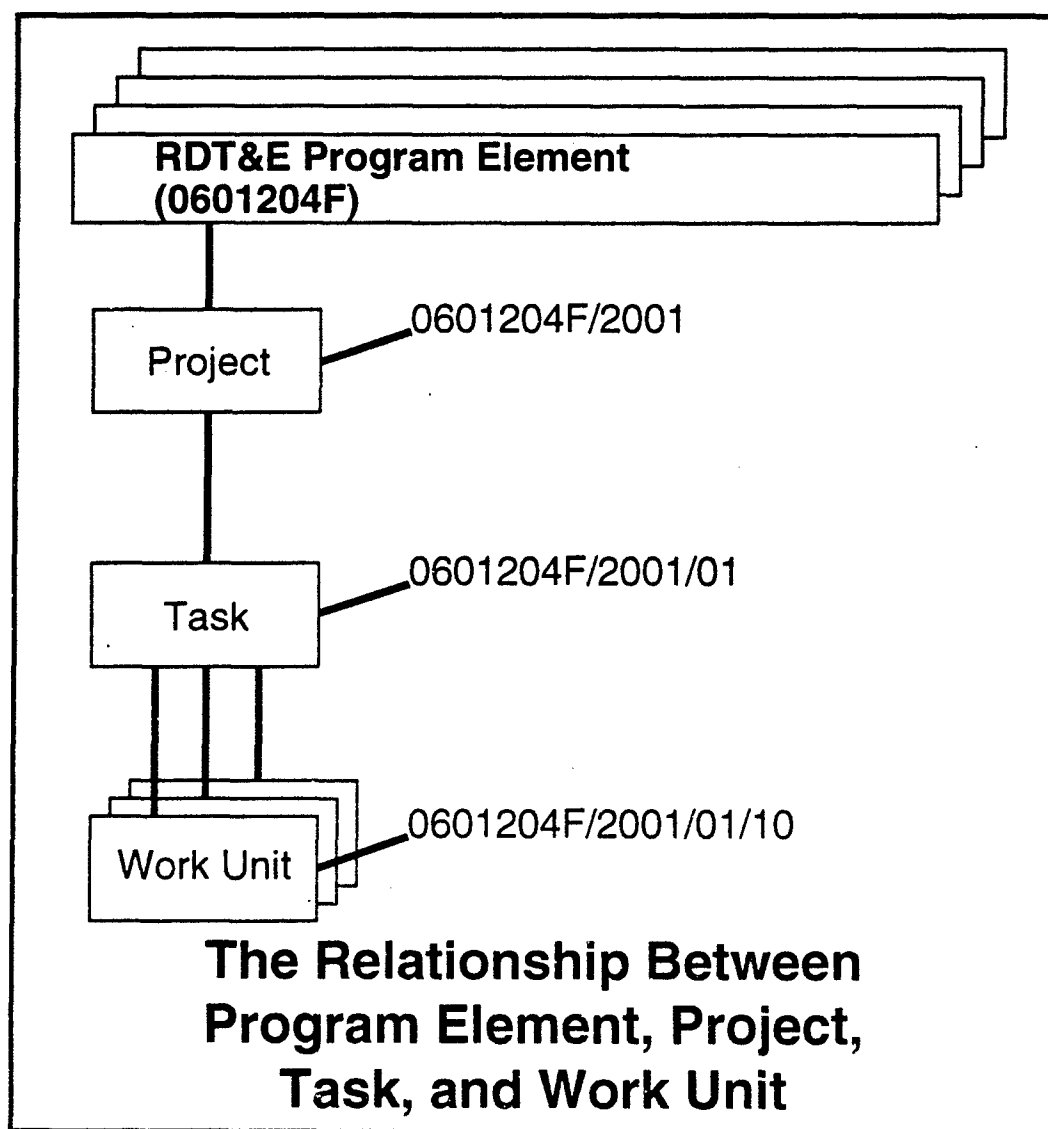 RDT&E Program Element
(0601204F)
0601204F/2001
Project
0601204F/2001/01
Task
0601204F/2001/01/10
Work Unit
The Relationship Between
Program Element, Project,
Task, and Work Unit